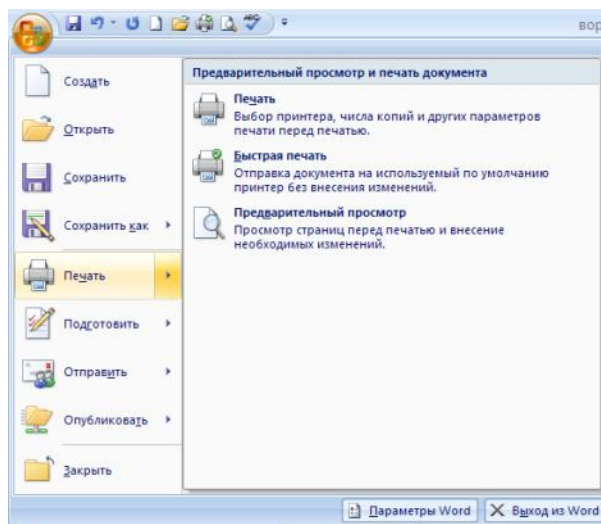 вор
Создать
Открыть
Сохранить
Сохранить как
Печать
Подготовить
Отправить
Опубликовать
Закрыть
Предварительный просмотр и печать документа
Печать
Выбор принтера, числа копий и других параметров
печати перед печатью.
Быстрая печать
Отправка документа на используемый по умолчанию
принтер без внесения изменений.
Предварительный просмотр
Просмотр страниц перед печатью и внесение
необходимых изменений.
Параметры Word
Выход из Word